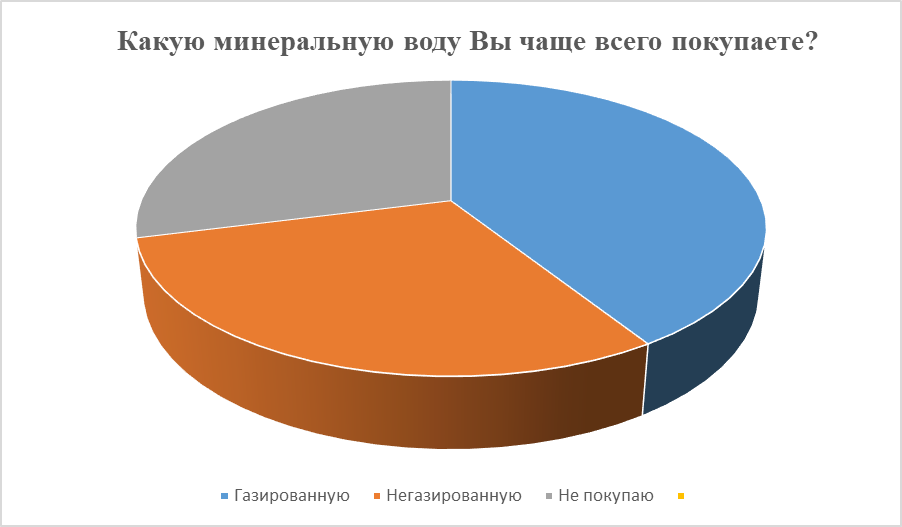 Какую минеральную воду Вы чаще всего покупаете?
Газированную Негазированную Не покупаю